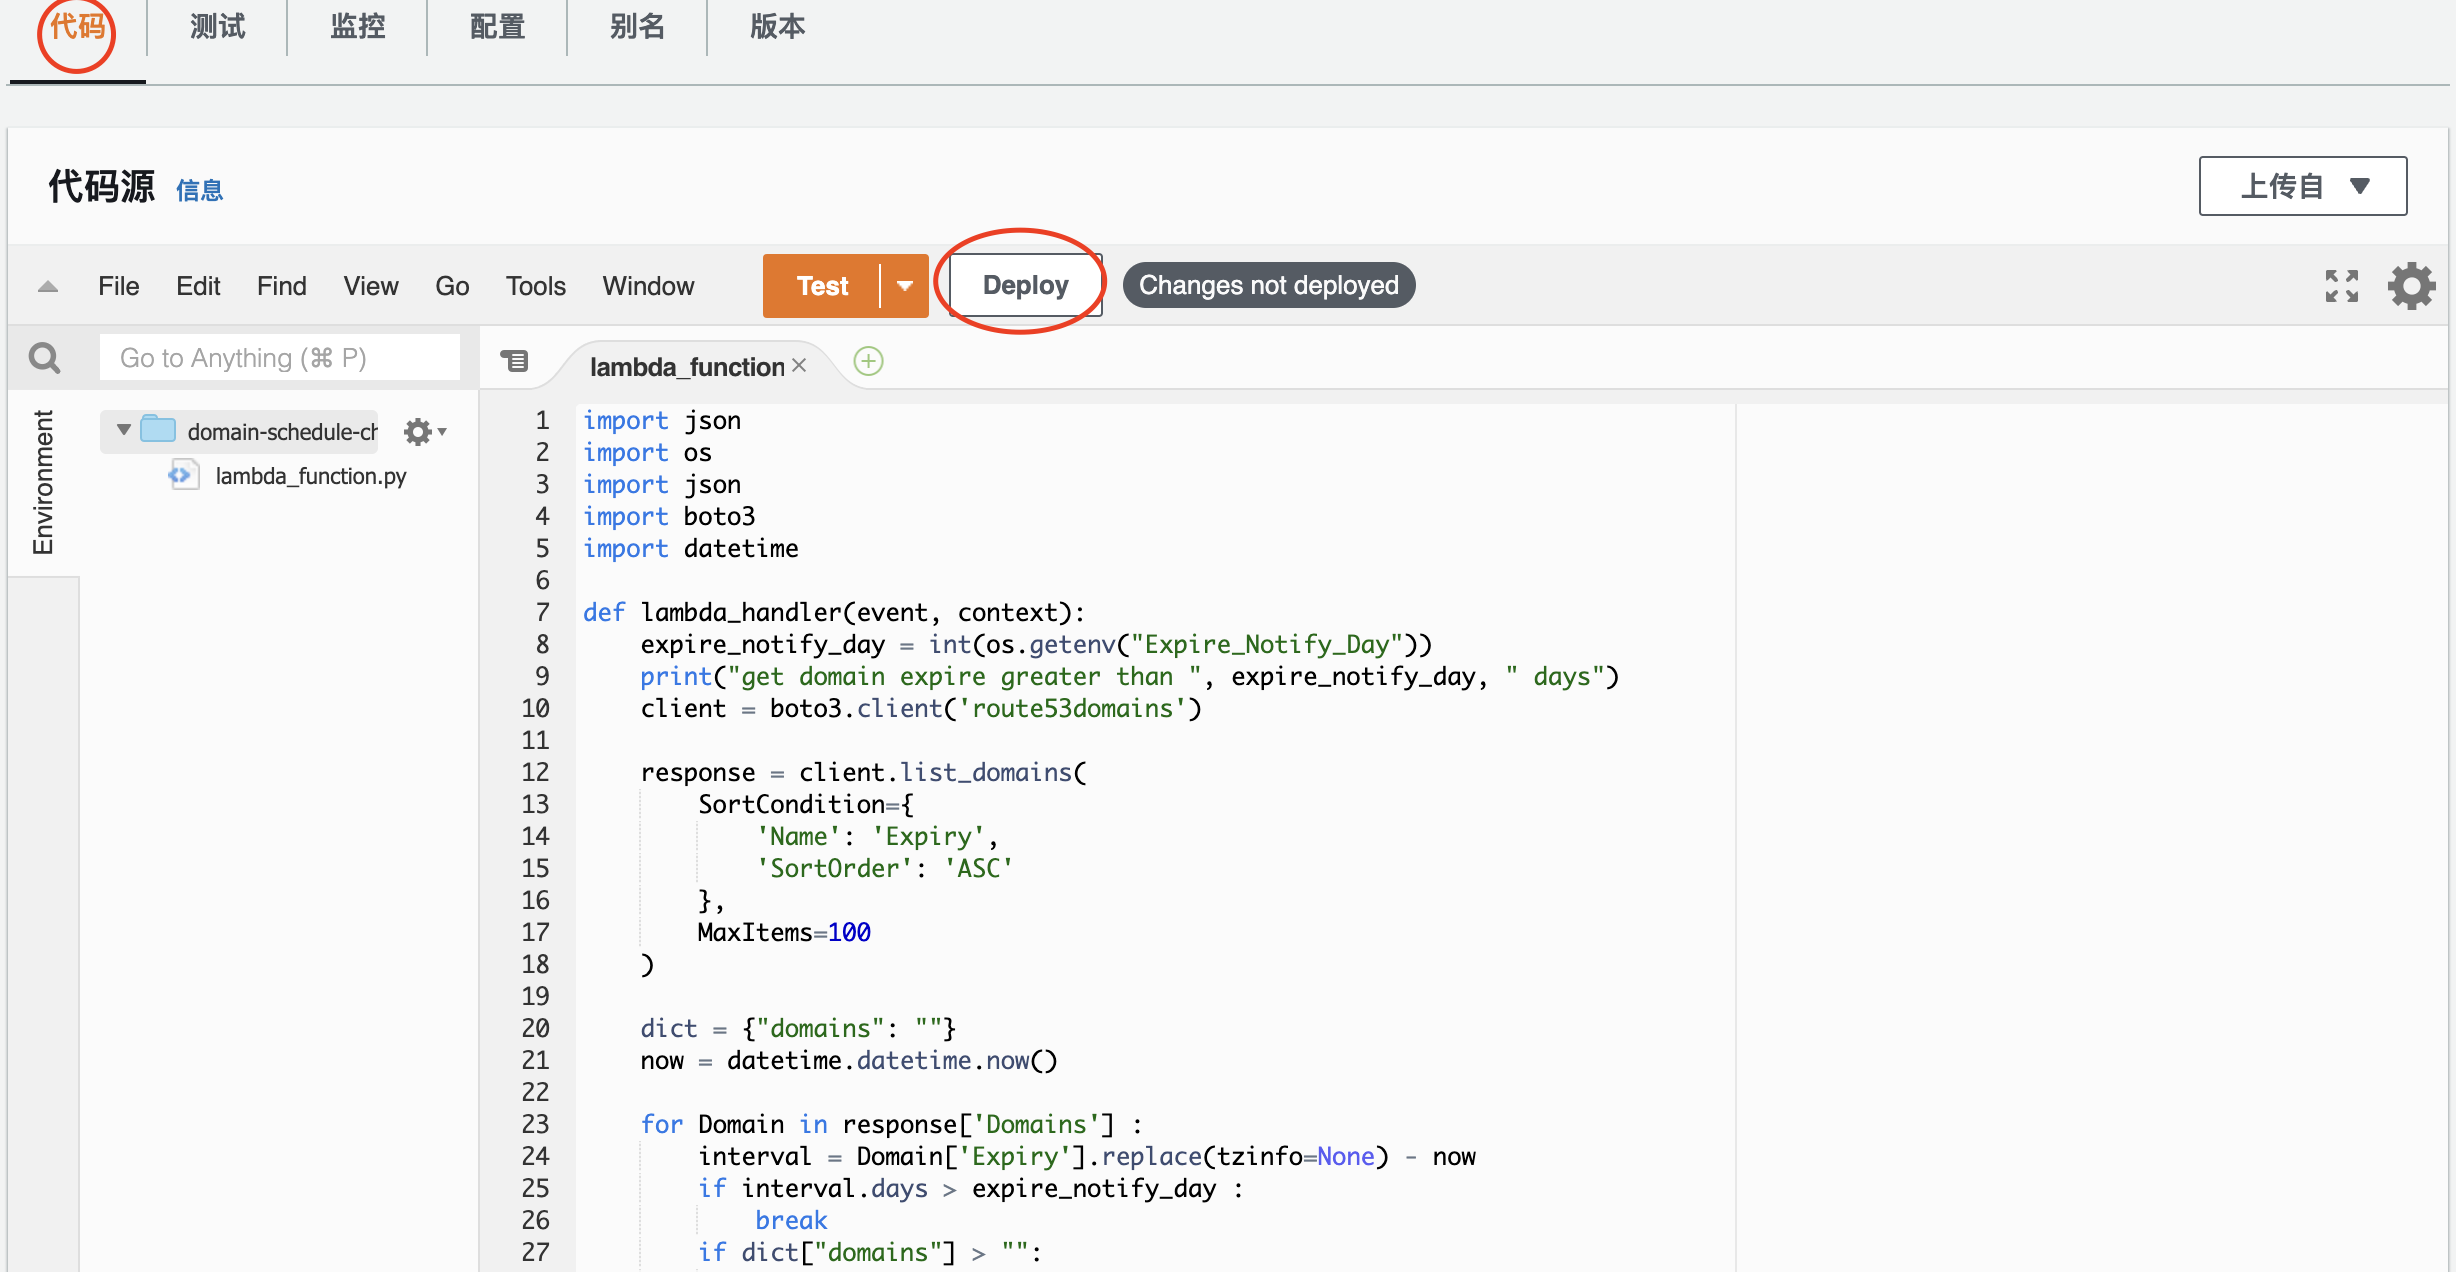 代码 测试 监控 配置 别名 版本
代码源 信息 上传自
File Edit Find View Go Tools Window Test Deploy Changes not deployed
Go to Anything (⌘ P) lambda_function
Environment
domain-schedule-ch
lambda_function.py
1 import json
2 import os
3 import json
4 import boto3
5 import datetime
6
7 def lambda_handler(event, context):
8     expire_notify_day = int(os.getenv("Expire_Notify_Day"))
9     print("get domain expire greater than ", expire_notify_day, " days")
10     client = boto3.client('route53domains')
11
12     response = client.list_domains(
13         SortCondition={
14             'Name': 'Expiry',
15             'SortOrder': 'ASC'
16         },
17         MaxItems=100
18     )
19
20     dict = {"domains": ""}
21     now = datetime.datetime.now()
22
23     for Domain in response['Domains'] :
24         interval = Domain['Expiry'].replace(tzinfo=None) - now
25         if interval.days > expire_notify_day :
26             break
27         if dict["domains"] > "":